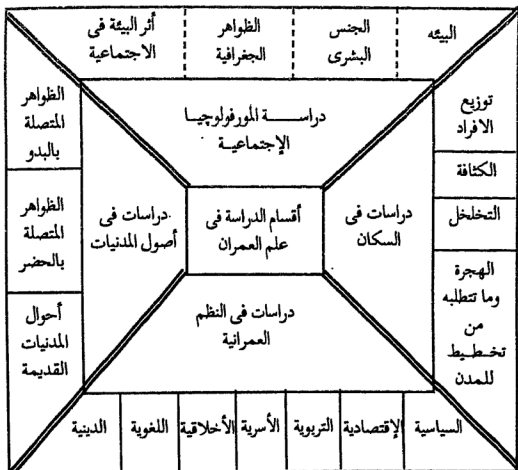 البيئه
الجنس
البشرى
الظواهر
الجغرافية
أثر البيئة فى
الاجتماعية
دراسة المورفولوجيا
الإجتماعية
توزيع
الافراد
الكثافة
التخلخل
الهجرة
وما تتطلبه
من
تخطيط
للمدن
دراسات فى
السكان
أقسام الدراسة فى
علم العمران
دراسات فى
أصول المدنيات
الظواهر
المتصلة
بالبدو
الظواهر
المتصلة
بالحضر
أحوال
المدنيات
القديمة
دراسات فى النظم
العمرانية
السياسية
الإقتصادية
التربوية
الأسرية
الأخلاقية
اللغوية
الدينية